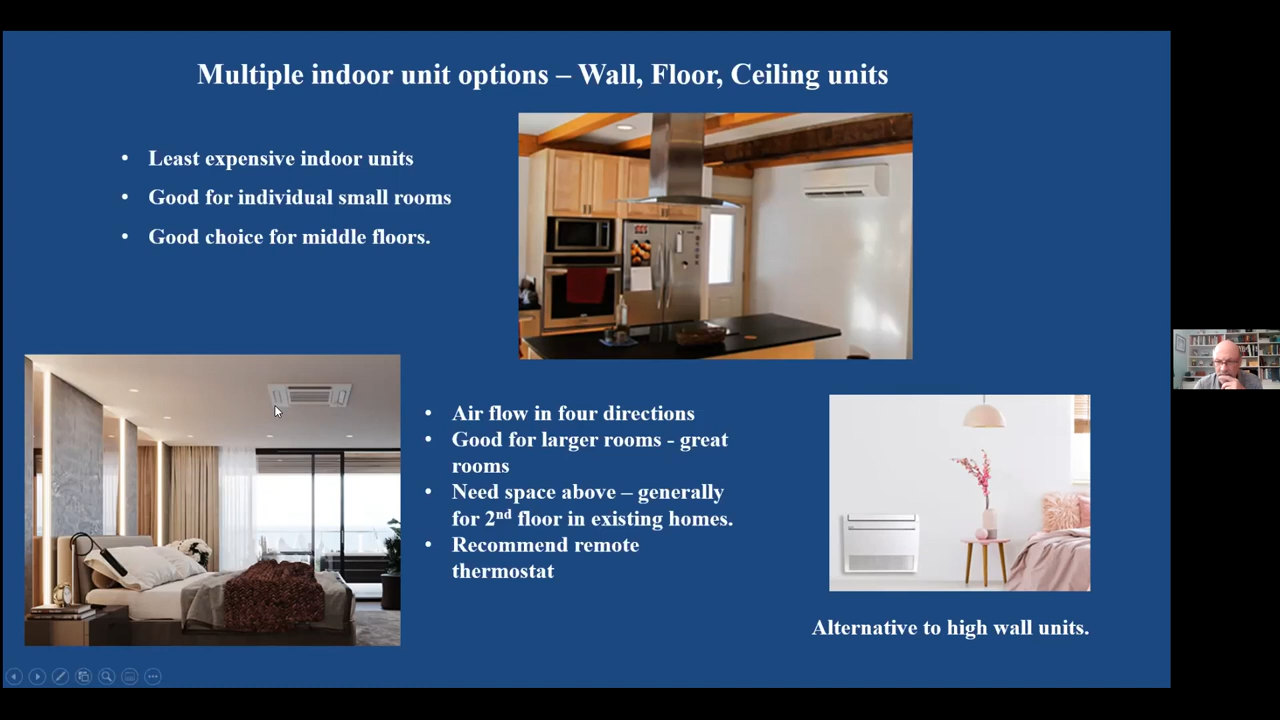 Multiple indoor unit options – Wall, Floor, Ceiling units
• Least expensive indoor units
• Good for individual small rooms
• Good choice for middle floors.
• Air flow in four directions
• Good for larger rooms - great
rooms
• Need space above – generally
for 2nd floor in existing homes.
• Recommend remote
thermostat
Alternative to high wall units.